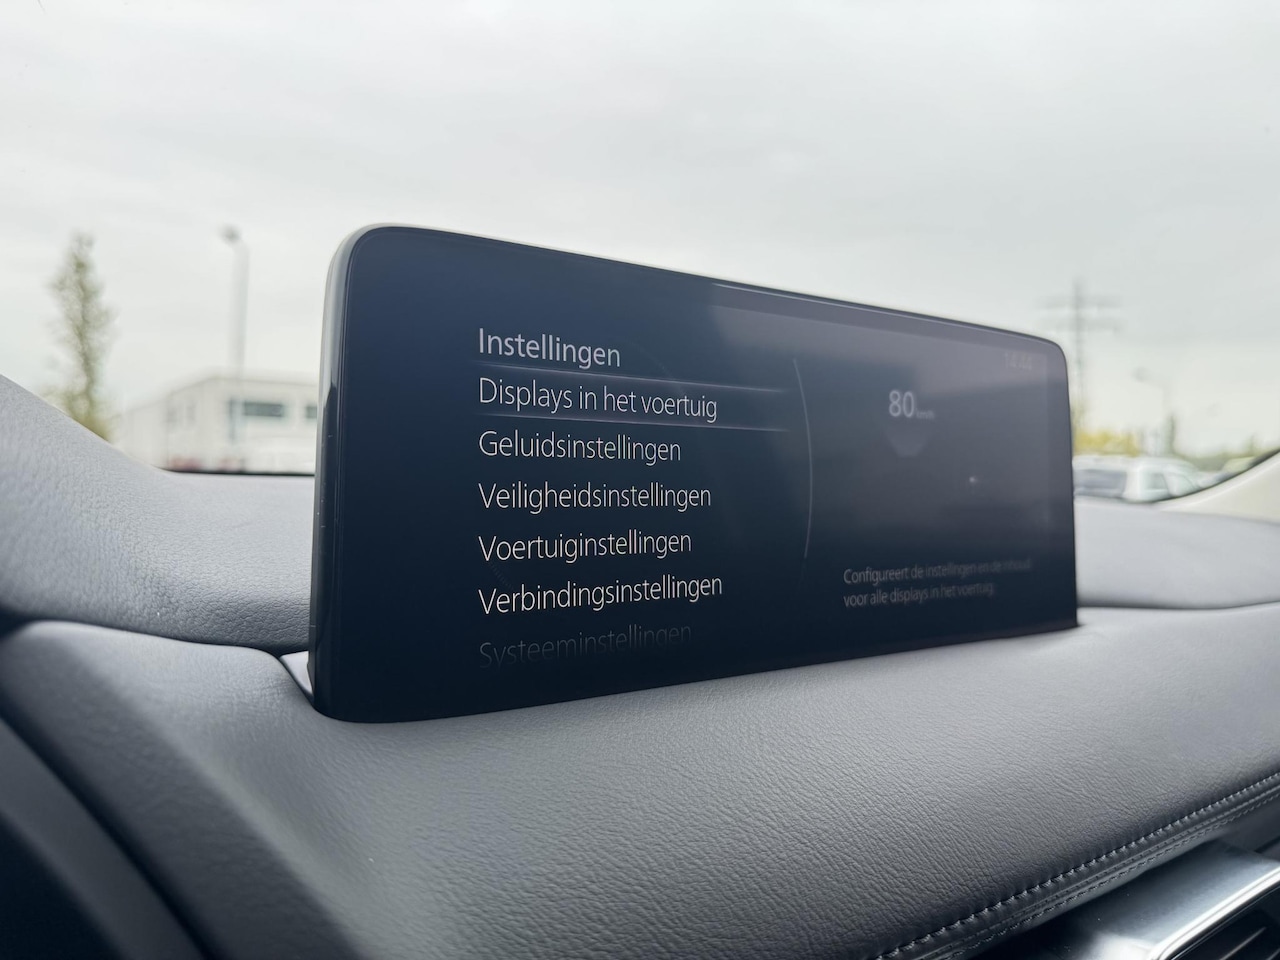 Instellingen
Displays in het voertuig
Geluidsinstellingen
Veiligheidsinstellingen
Voertuiginstellingen
Verbindingsinstellingen
Systeeminstellingen
80 km/h
Configureert de instellingen en de inhoud
voor alle displays in het voertuig.